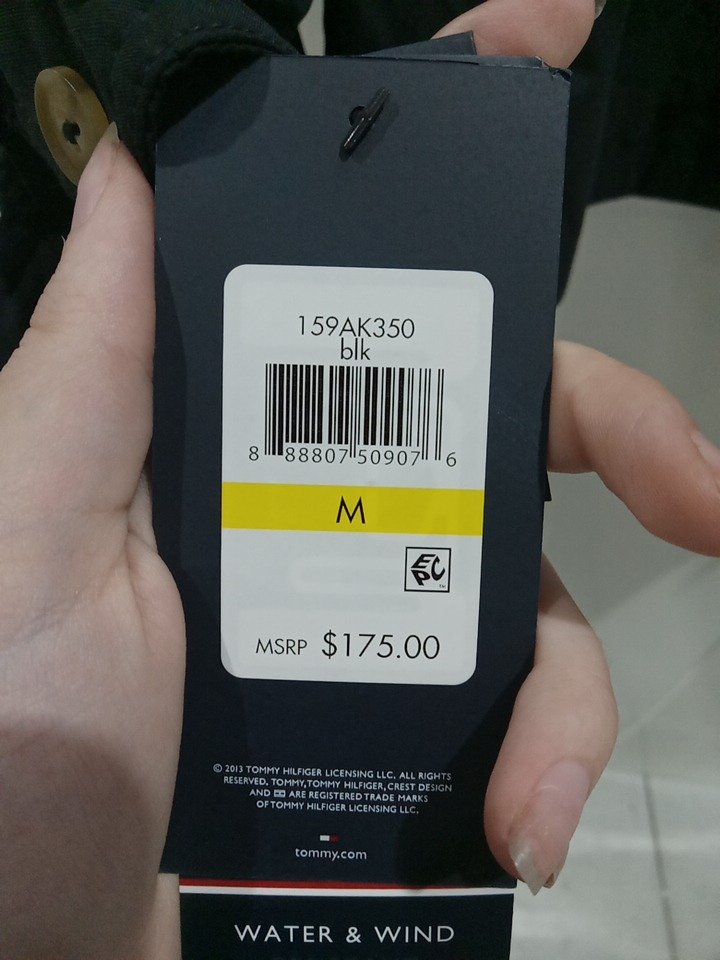 159AK350
blk
8 88807 50907 6
M
EPC
MSRP $175.00
© 2013 TOMMY HILFIGER LICENSING LLC. ALL RIGHTS
RESERVED. TOMMY, TOMMY HILFIGER, CREST DESIGN
AND ARE REGISTERED TRADE MARKS
OF TOMMY HILFIGER LICENSING LLC.
tommy.com
WATER & WIND